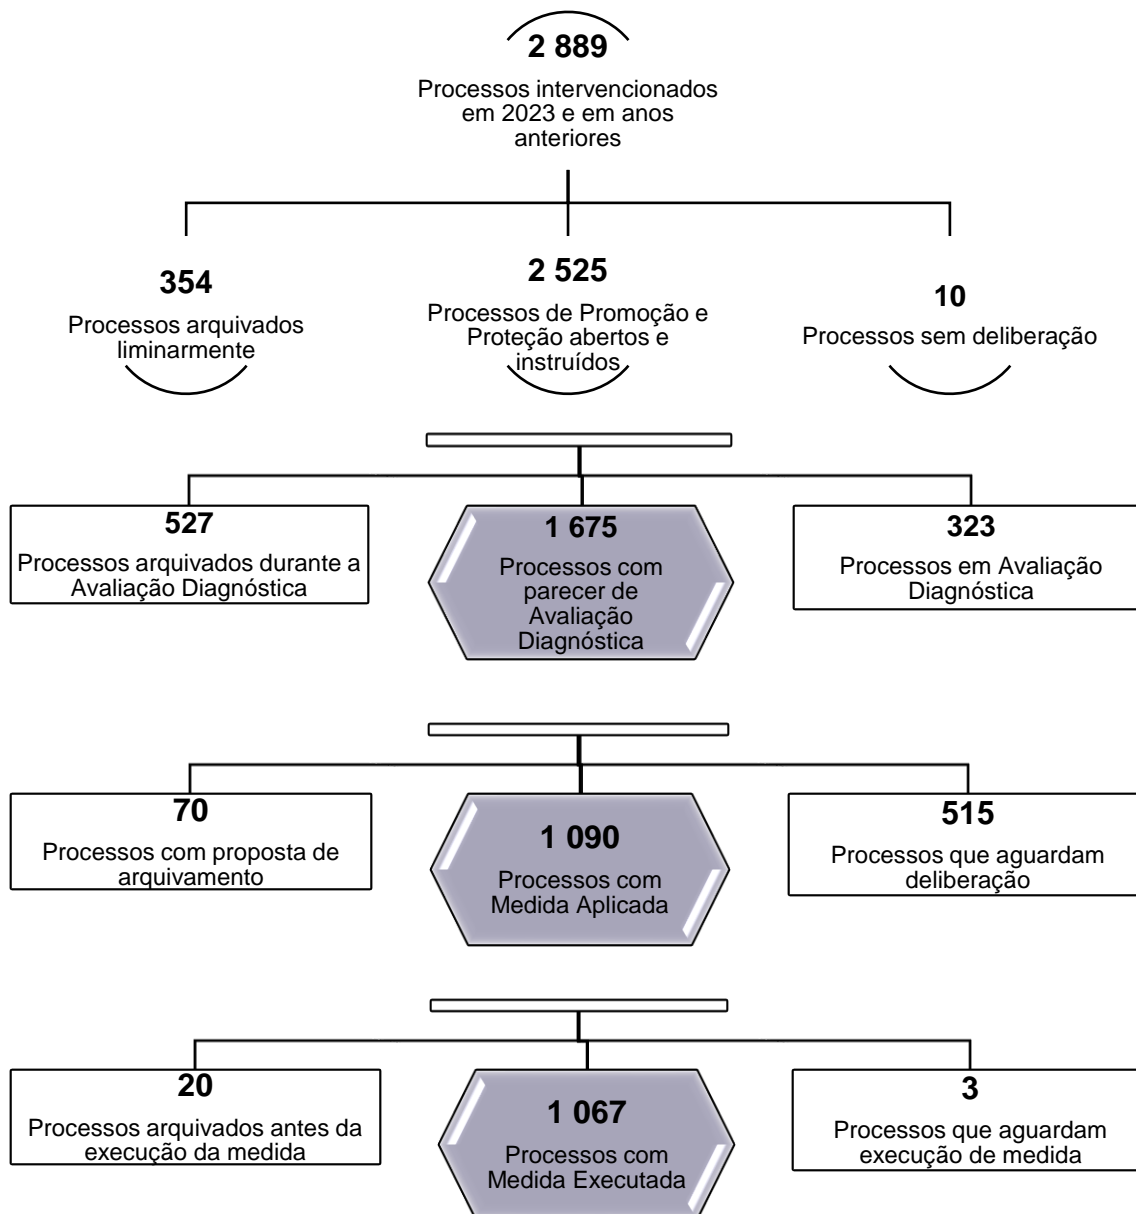 2 889
Processos intervencionados
em 2023 e em anos
anteriores
354
Processos arquivados
liminarmente
2 525
Processos de Promoção e
Proteção abertos e
instruídos
10
Processos sem deliberação
527
Processos arquivados durante a
Avaliação Diagnóstica
1 675
Processos com
parecer de
Avaliação
Diagnóstica
323
Processos em Avaliação
Diagnóstica
70
Processos com proposta de
arquivamento
1 090
Processos com
Medida Aplicada
515
Processos que aguardam
deliberação
20
Processos arquivados antes da
execução da medida
1 067
Processos com
Medida Executada
3
Processos que aguardam
execução de medida